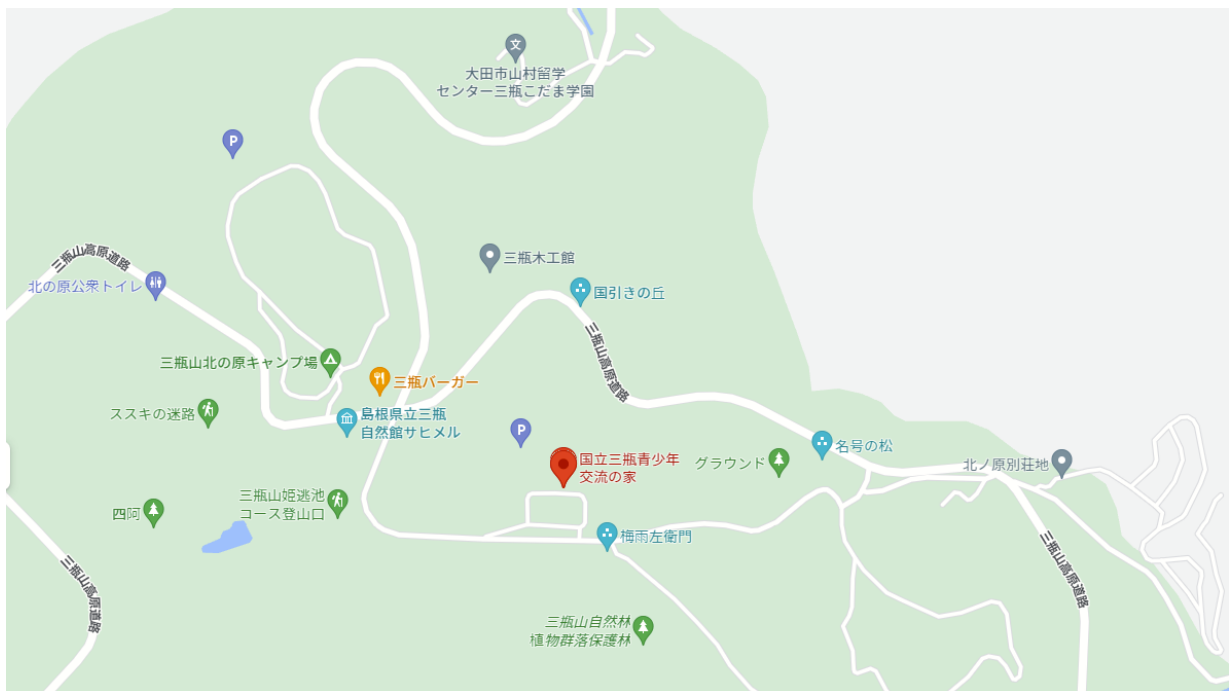 文
大田市山村留学
センター三瓶こだま学園
P
三瓶山高原道路
三瓶木工館
北の原公衆トイレ
国引きの丘
三瓶山高原道路
三瓶山北の原キャンプ場
三瓶バーガー
ススキの迷路
島根県立三瓶
自然館サヒメル
P
国立三瓶青少年
交流の家
グラウンド
名号の松
北ノ原別荘地
三瓶山姫逃池
コース登山口
四阿
梅雨左衛門
三瓶山高原道路
三瓶山高原道路
三瓶山自然林
植物群落保護林